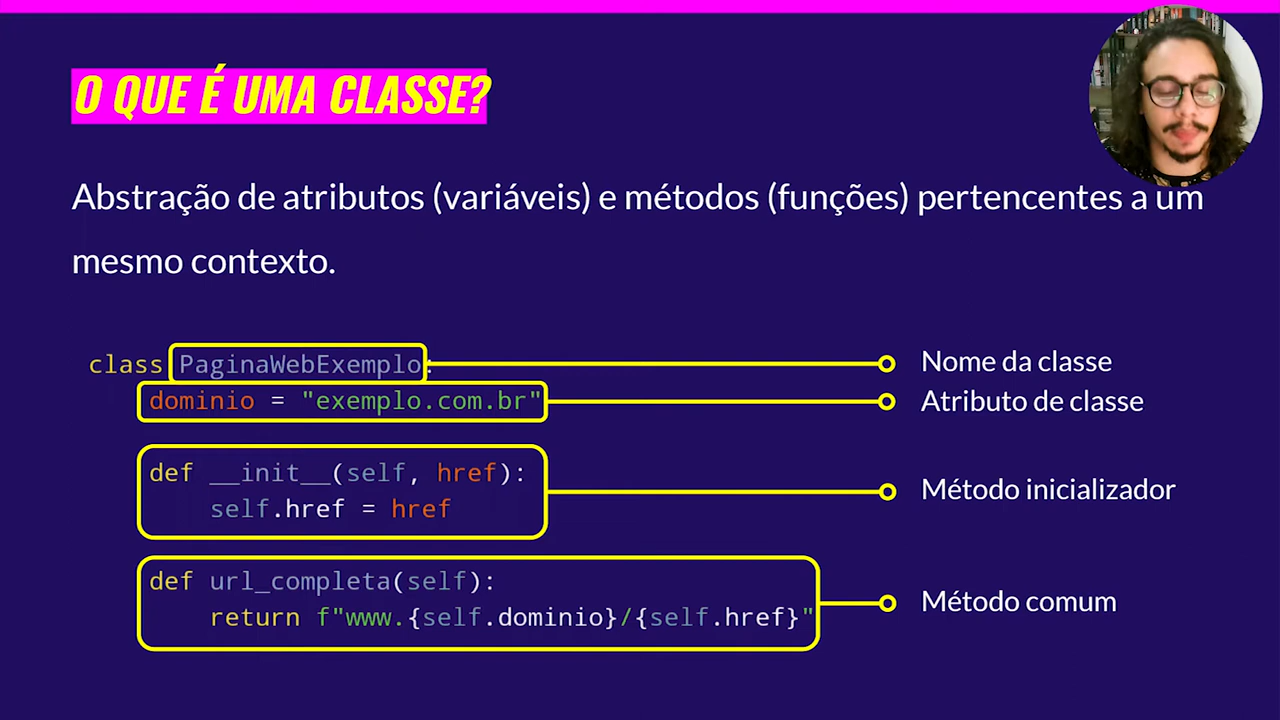 O QUE É UMA CLASSE?
Abstração de atributos (variáveis) e métodos (funções) pertencentes a um
mesmo contexto.
class PaginaWebExemplo:
Nome da classe
dominio = "exemplo.com.br"
Atributo de classe
def __init__(self, href):
self.href = href
Método inicializador
def url_completa(self):
return f"www.{self.dominio}/{self.href}"
Método comum